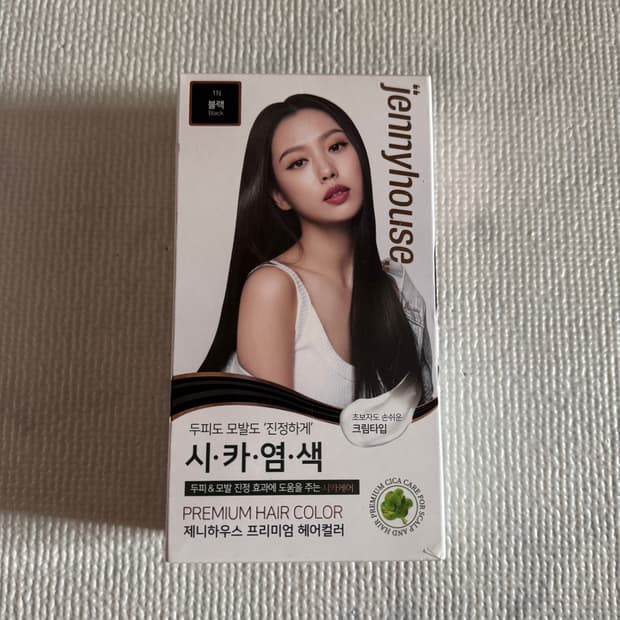 1N
블랙
Black
jennyhouse
초보자도 손쉬운
크림타입
두피도 모발도 '진정하게'
시·카·염·색
두피 & 모발 진정 효과에 도움을 주는 시카케어
PREMIUM HAIR COLOR
제니하우스 프리미엄 헤어컬러
PREMIUM CICA CARE FOR SCALP AND HAIR